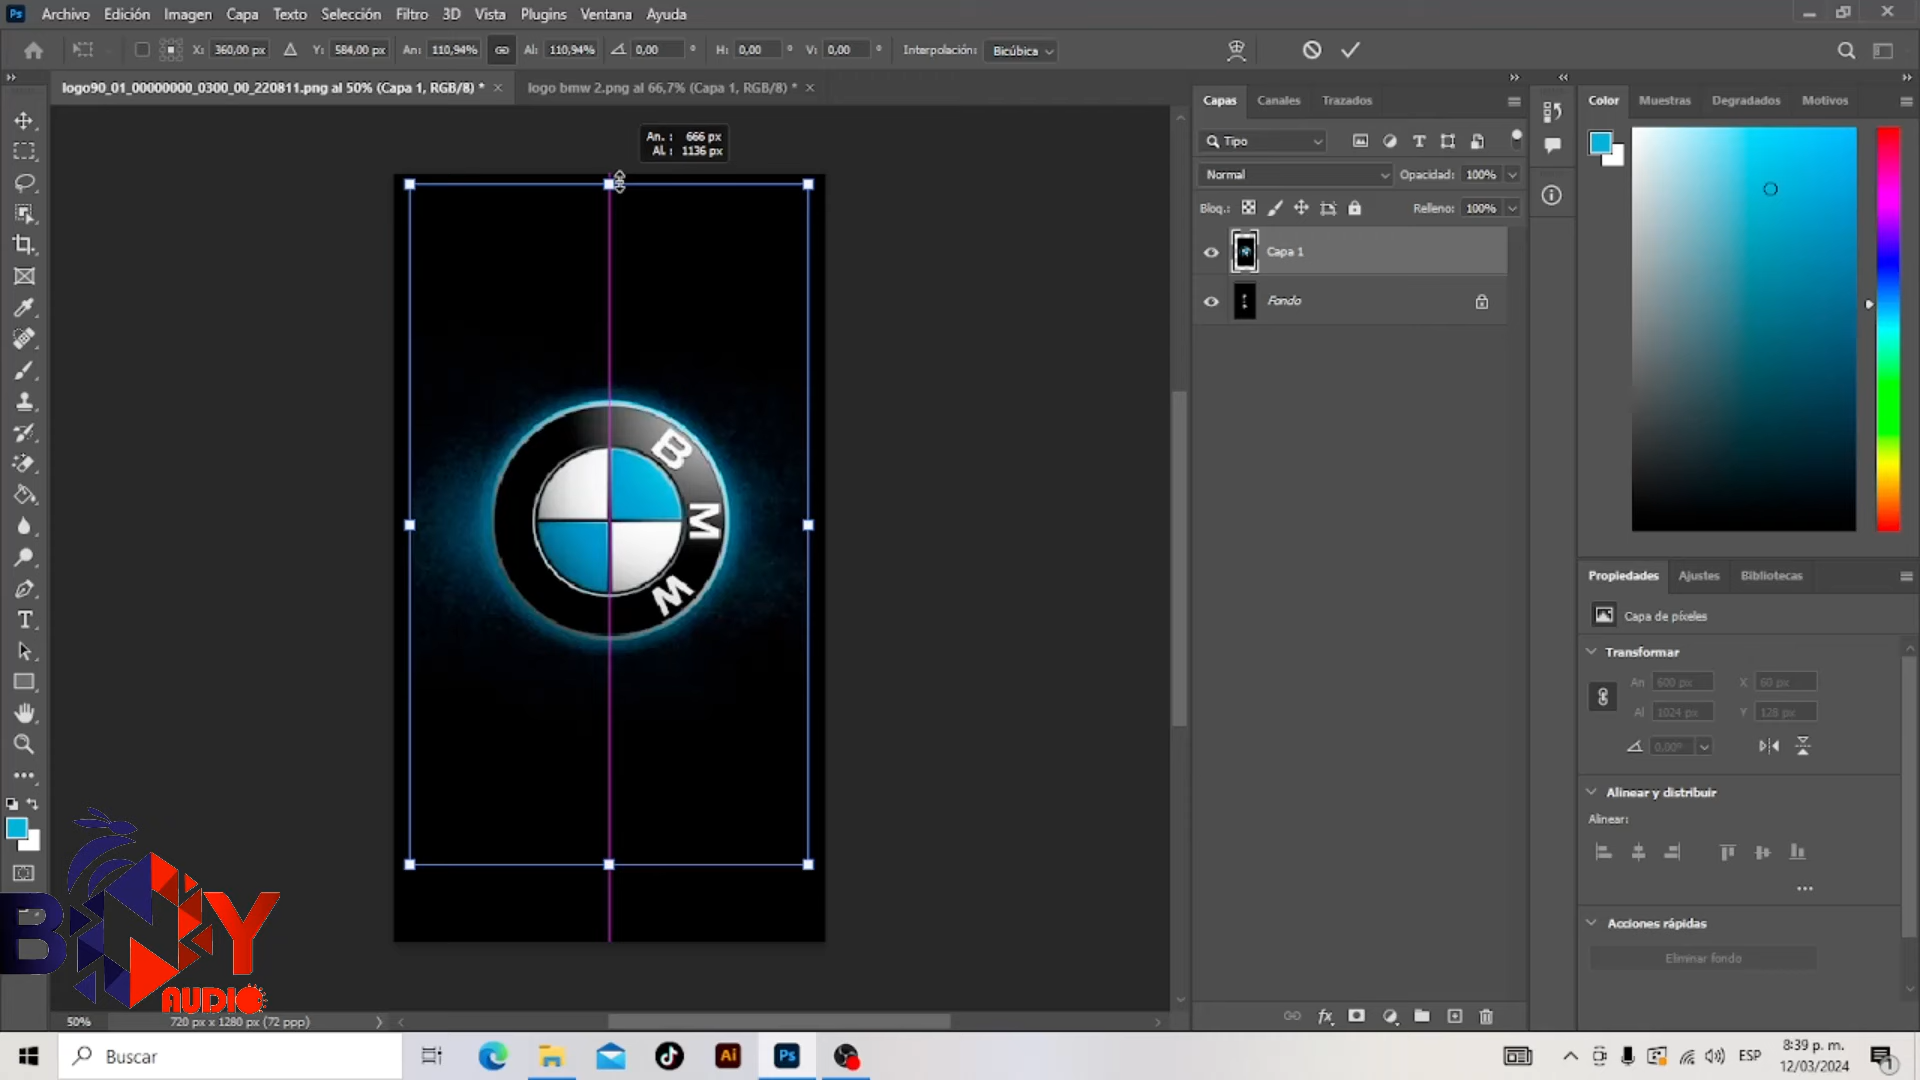 Ps Archivo Edición Imagen Capa Texto Selección Filtro 3D Vista Plugins Ventana Ayuda
X: 360,00 px Y: 584,00 px An: 110,94% Al: 110,94% 0,00 ° H: 0,00 ° V: 0,00 ° Interpolación: Bicúbica
logo90_01_00000000_0300_00_220811.png al 50% (Capa 1, RGB/8) * × logo bmw 2.png al 66,7% (Capa 1, RGB/8) * ×
An. : 666 px
Al. : 1136 px
B
M
W
Capas Canales Trazados
Tipo
Normal Opacidad: 100%
Bloq.: Relleno: 100%
Capa 1
Fondo
Color Muestras Degradados Motivos
Propiedades Ajustes Bibliotecas
Capa de píxeles
Transformar
An 600 px X 60 px
Al 1024 px Y 128 px
0,00°
Alinear y distribuir
Alinear:
Acciones rápidas
Eliminar fondo
BNY
AUDIO
50% 720 px x 1280 px (72 ppp)
fx
Buscar
Ai
Ps
ESP
8:39 p. m.
12/03/2024
1